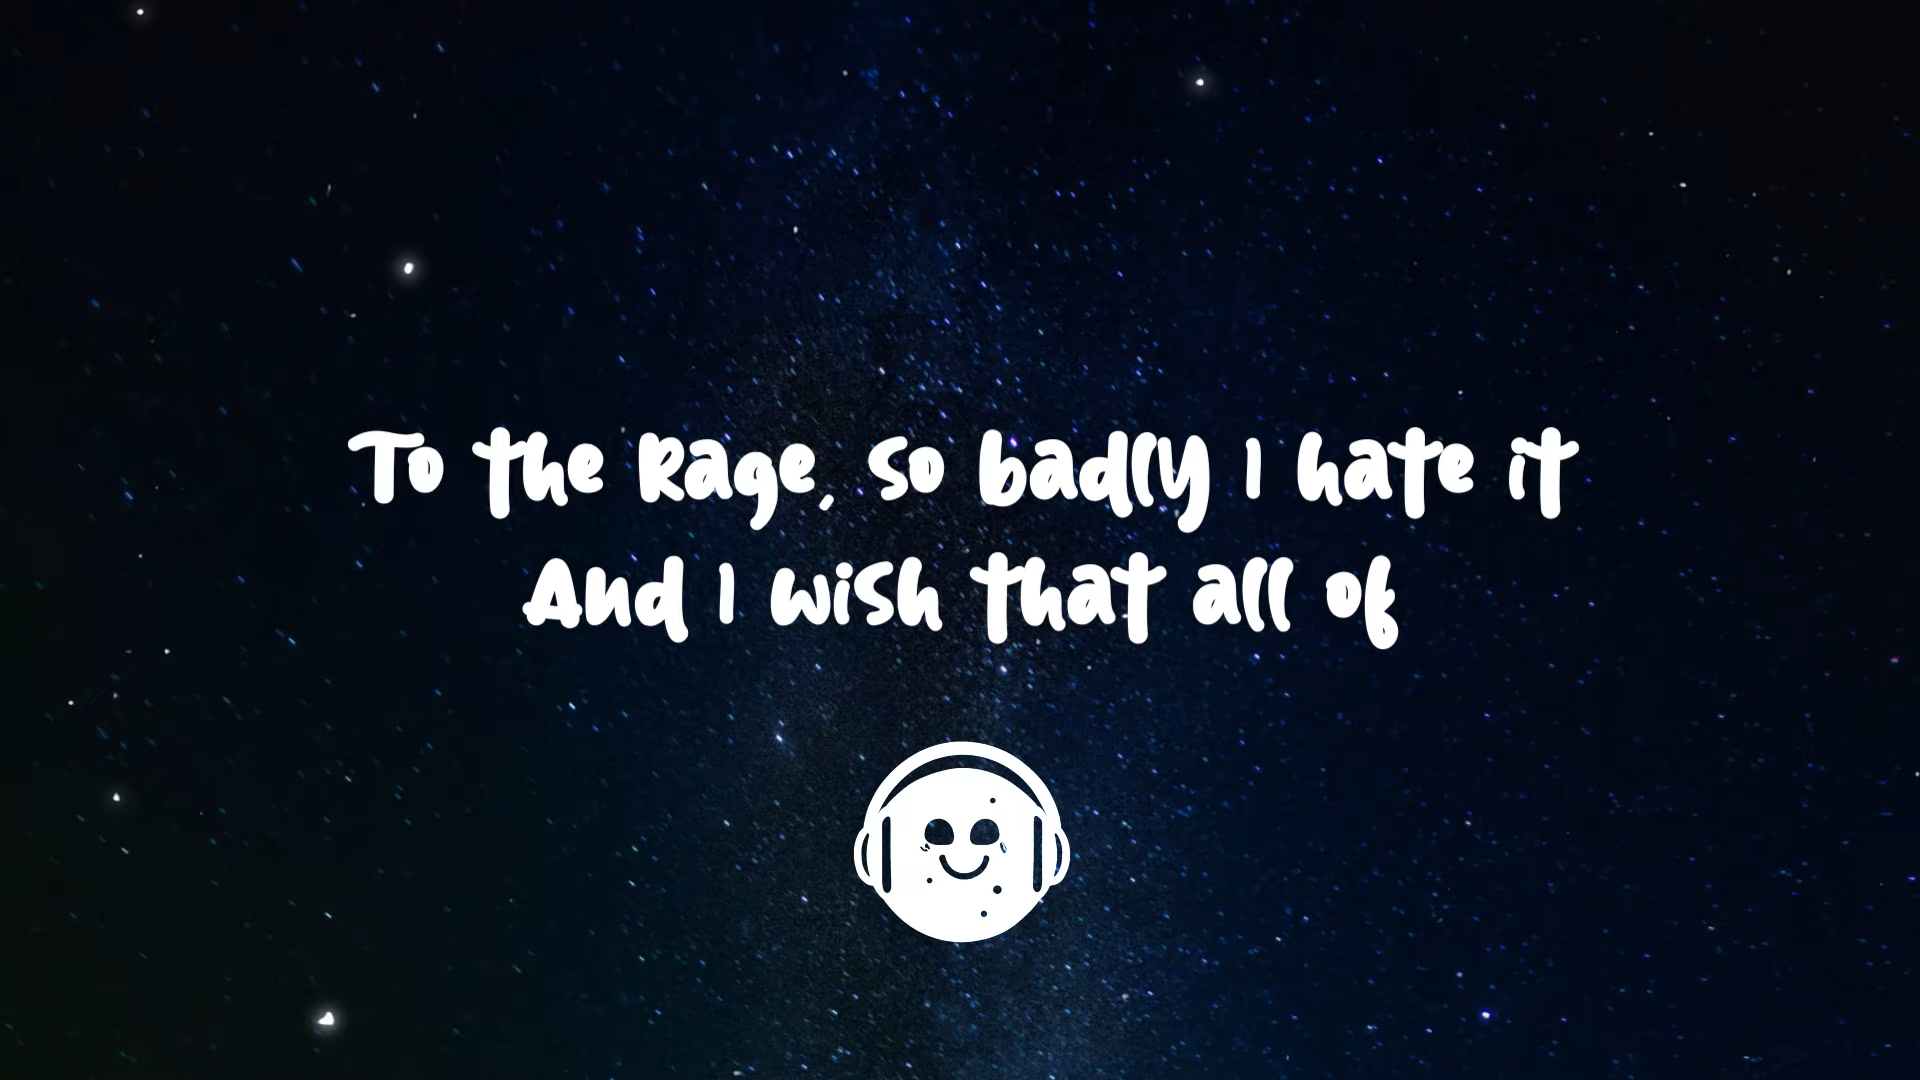 To the Rage, so badly I hate it
And I wish that all of